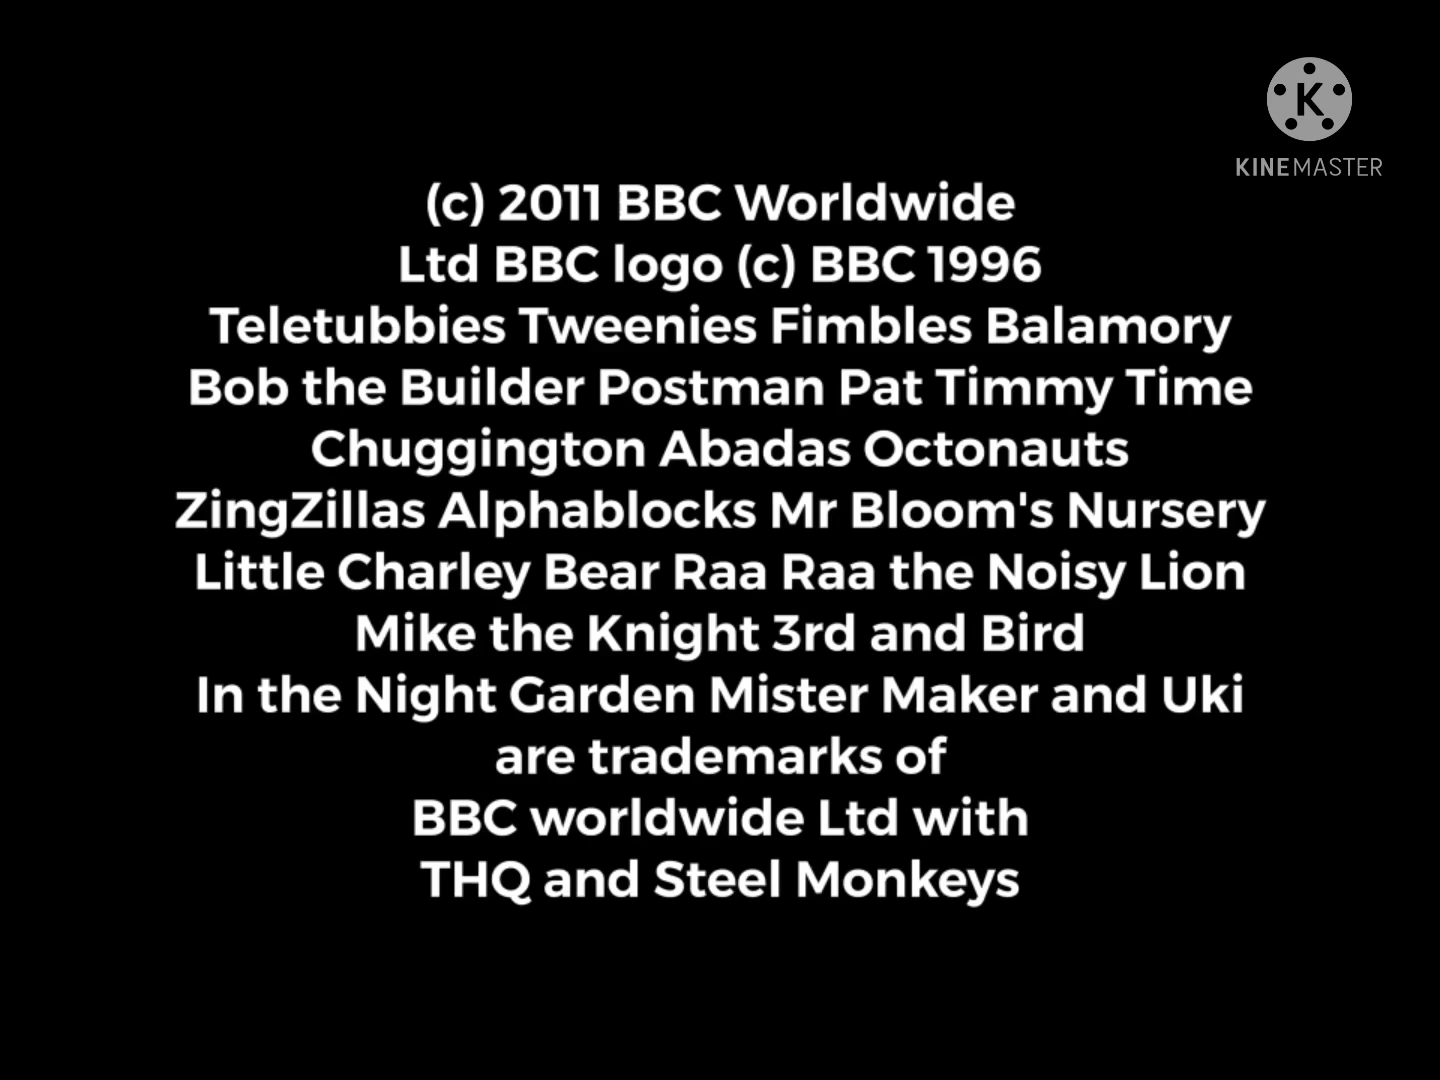 K
KINEMASTER
(c) 2011 BBC Worldwide
Ltd BBC logo (c) BBC 1996
Teletubbies Tweenies Fimbles Balamory
Bob the Builder Postman Pat Timmy Time
Chuggington Abadas Octonauts
ZingZillas Alphablocks Mr Bloom's Nursery
Little Charley Bear Raa Raa the Noisy Lion
Mike the Knight 3rd and Bird
In the Night Garden Mister Maker and Uki
are trademarks of
BBC worldwide Ltd with
THQ and Steel Monkeys